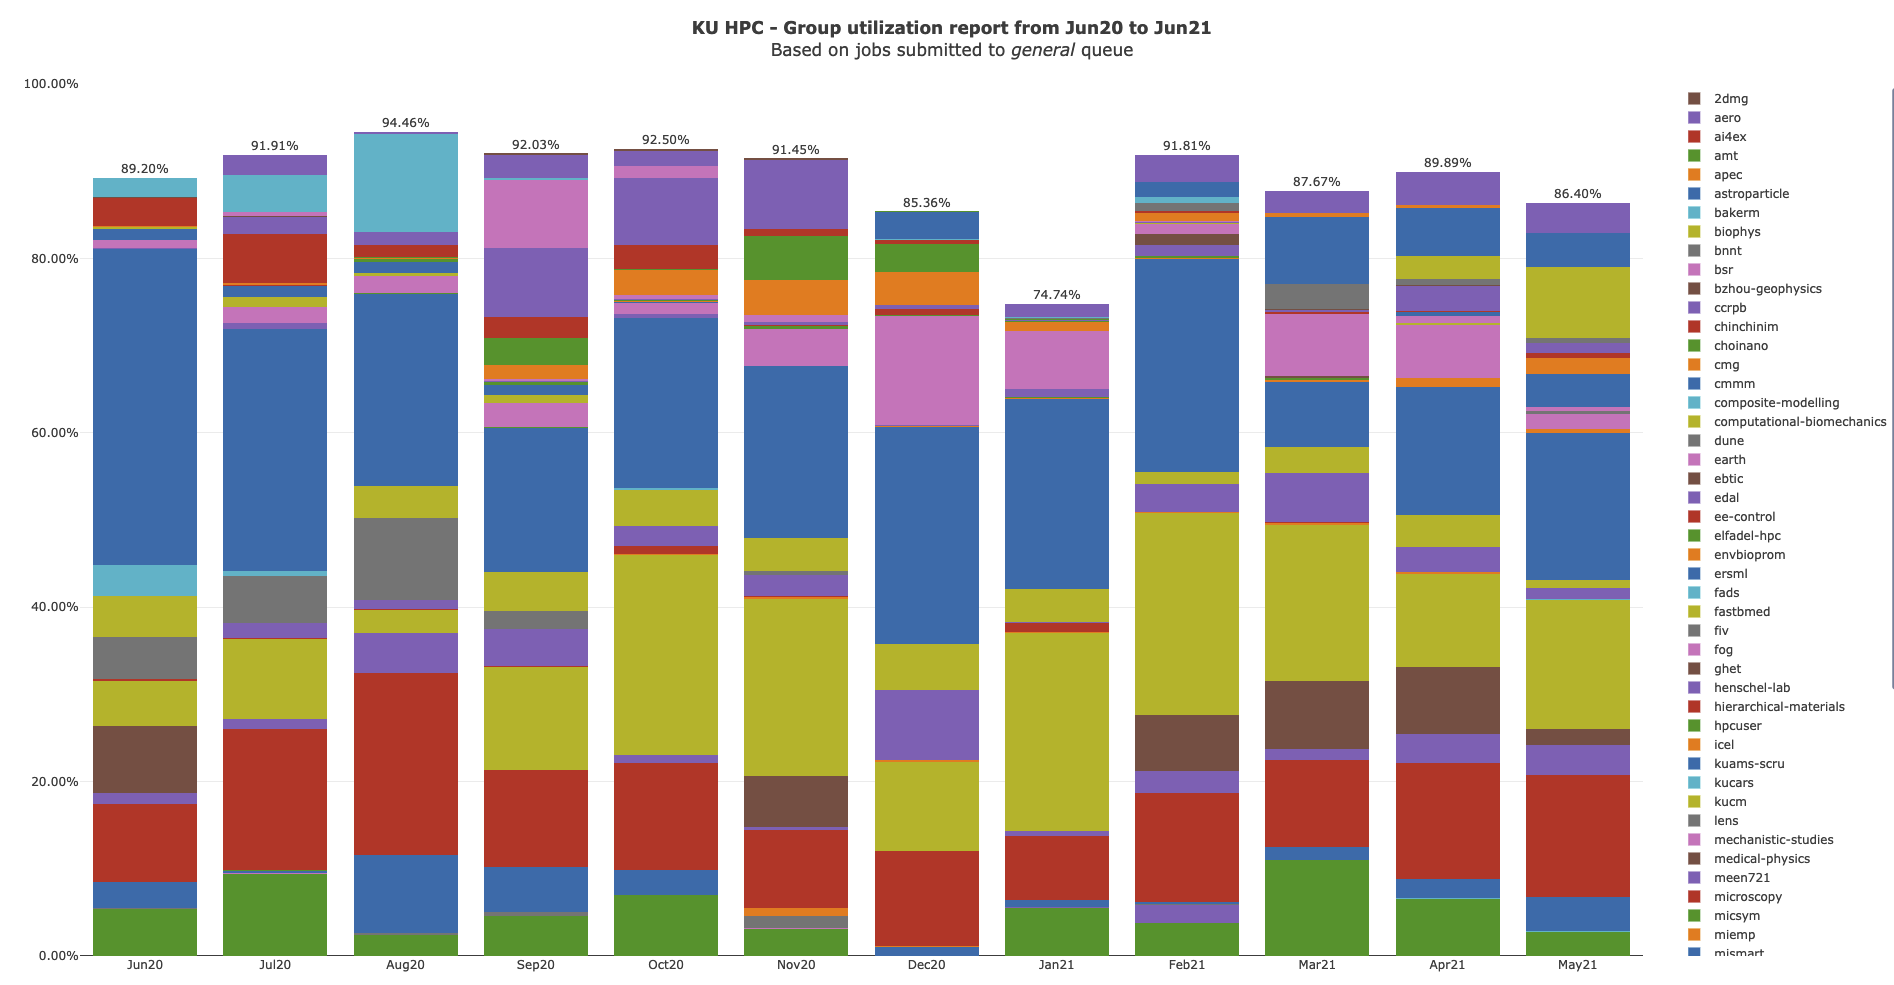 KU HPC - Group utilization report from Jun20 to Jun21
Based on jobs submitted to general queue
100.00%
80.00%
60.00%
40.00%
20.00%
0.00%
89.20%
91.91%
94.46%
92.03%
92.50%
91.45%
85.36%
74.74%
91.81%
87.67%
89.89%
86.40%
Jun20
Jul20
Aug20
Sep20
Oct20
Nov20
Dec20
Jan21
Feb21
Mar21
Apr21
May21
2dmg
aero
ai4ex
amt
apec
astroparticle
bakerm
biophys
bnnt
bsr
bzhou-geophysics
ccrpb
chinchinim
choinano
cmg
cmmm
composite-modelling
computational-biomechanics
dune
earth
ebtic
edal
ee-control
elfadel-hpc
envbioprom
ersml
fads
fastbmed
fiv
fog
ghet
henschel-lab
hierarchical-materials
hpcuser
icel
kuams-scru
kucars
kucm
lens
mechanistic-studies
medical-physics
meen721
microscopy
micsym
miemp
mismart